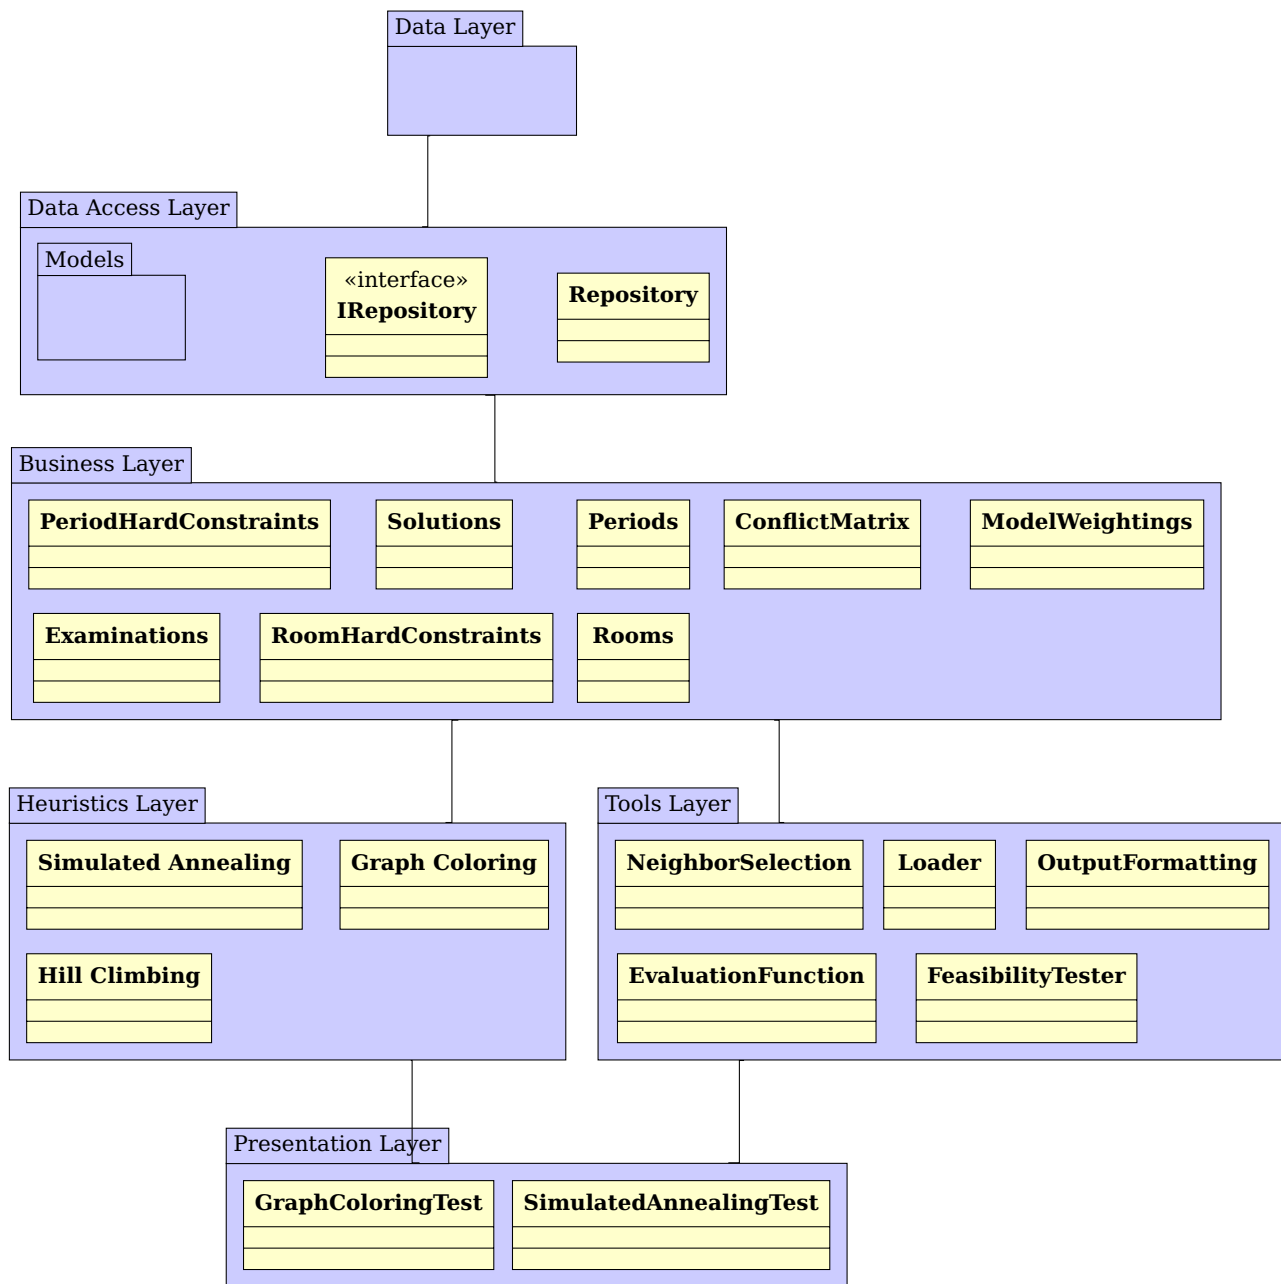 Data Layer
Data Access Layer
Models
«interface»
IRepository
Repository
Business Layer
PeriodHardConstraints
Solutions
Periods
ConflictMatrix
ModelWeightings
Examinations
RoomHardConstraints
Rooms
Heuristics Layer
Simulated Annealing
Graph Coloring
Hill Climbing
Tools Layer
NeighborSelection
Loader
OutputFormatting
EvaluationFunction
FeasibilityTester
Presentation Layer
GraphColoringTest
SimulatedAnnealingTest